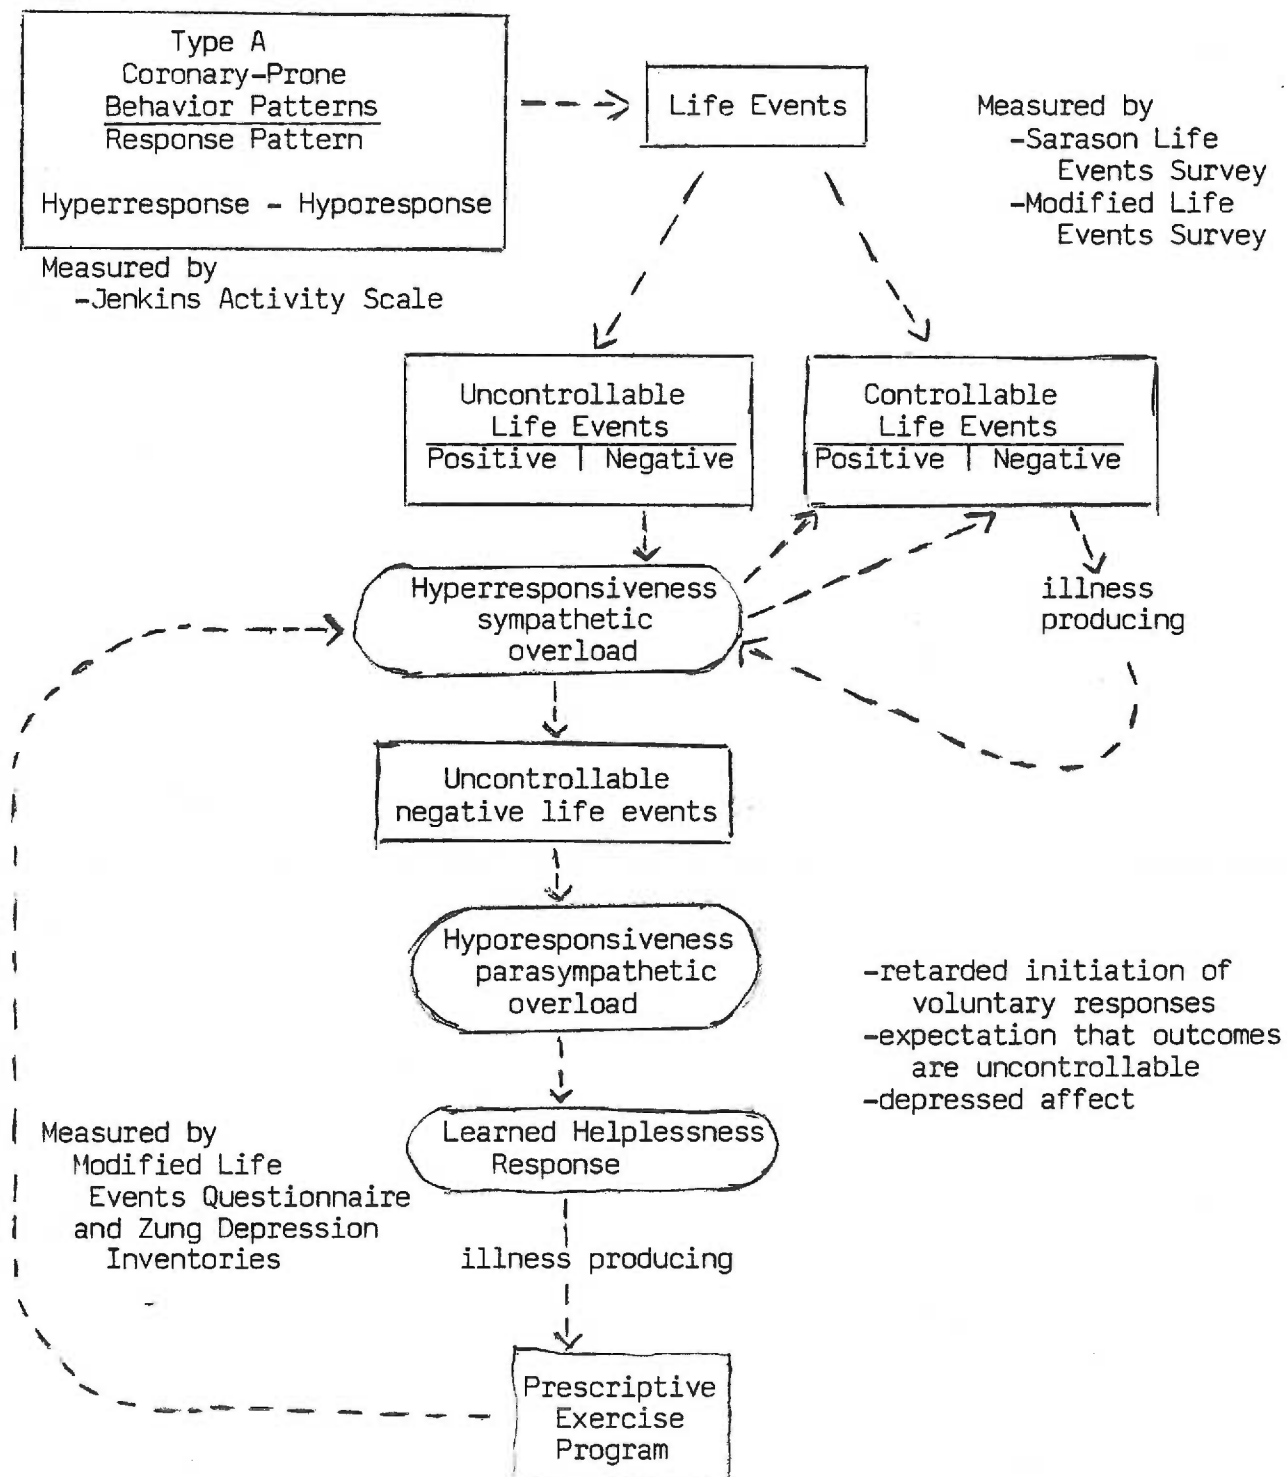 Type A
Coronary-Prone
Behavior Patterns
Response Pattern
Hyperresponse - Hyporesponse
Measured by
-Jenkins Activity Scale
Life Events
Measured by
-Sarason Life
Events Survey
-Modified Life
Events Survey
Uncontrollable
Life Events
Positive | Negative
Controllable
Life Events
Positive | Negative
Hyperresponsiveness
sympathetic
overload
illness
producing
Uncontrollable
negative life events
Hyporesponsiveness
parasympathetic
overload
-retarded initiation of
voluntary responses
-expectation that outcomes
are uncontrollable
-depressed affect
Learned Helplessness
Response
Measured by
Modified Life
Events Questionnaire
and Zung Depression
Inventories
illness producing
Prescriptive
Exercise
Program